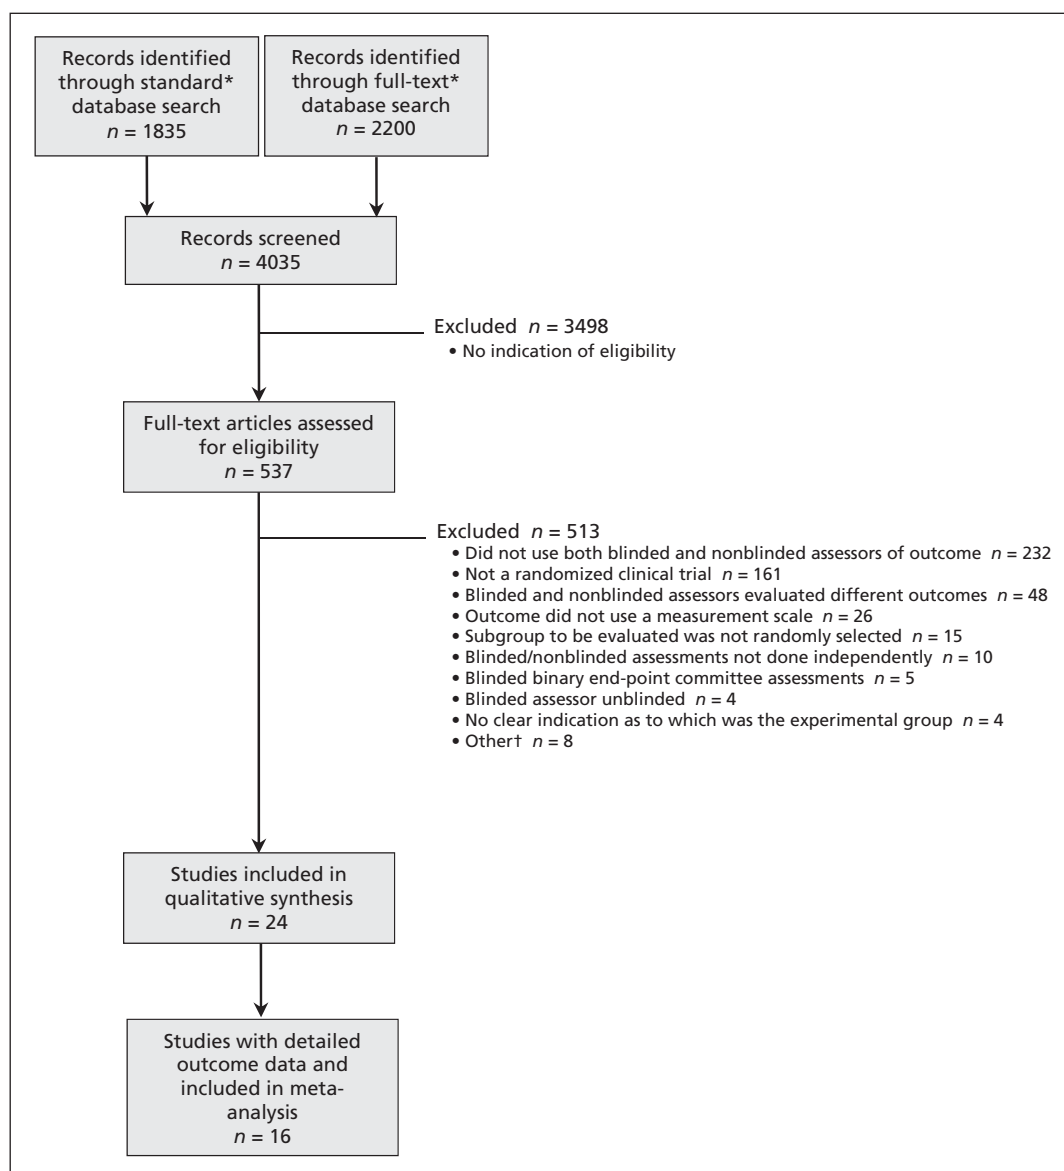 Records identified
through standard*
database search
n = 1835
Records identified
through full-text*
database search
n = 2200
Records screened
n = 4035
Excluded n = 3498
• No indication of eligibility
Full-text articles assessed
for eligibility
n = 537
Excluded n = 513
• Did not use both blinded and nonblinded assessors of outcome n = 232
• Not a randomized clinical trial n = 161
• Blinded and nonblinded assessors evaluated different outcomes n = 48
• Outcome did not use a measurement scale n = 26
• Subgroup to be evaluated was not randomly selected n = 15
• Blinded/nonblinded assessments not done independently n = 10
• Blinded binary end-point committee assessments n = 5
• Blinded assessor unblinded n = 4
• No clear indication as to which was the experimental group n = 4
• Other† n = 8
Studies included in
qualitative synthesis
n = 24
Studies with detailed
outcome data and
included in meta-
analysis
n = 16